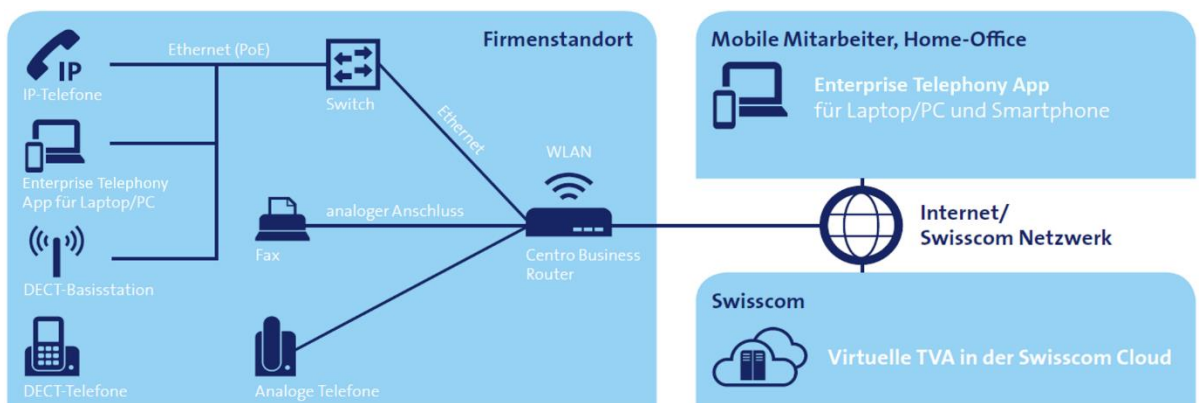 Firmenstandort
Ethernet (PoE)
IP
IP-Telefone
Switch
Ethernet
Enterprise Telephony
App für Laptop/PC
WLAN
analoger Anschluss
Fax
Centro Business
Router
DECT-Basisstation
DECT-Telefone
Analoge Telefone
Mobile Mitarbeiter, Home-Office
Enterprise Telephony App
für Laptop/PC und Smartphone
Internet/
Swisscom Netzwerk
Swisscom
Virtuelle TVA in der Swisscom Cloud